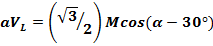 aV_L = (√3/2) M cos(α − 30°)